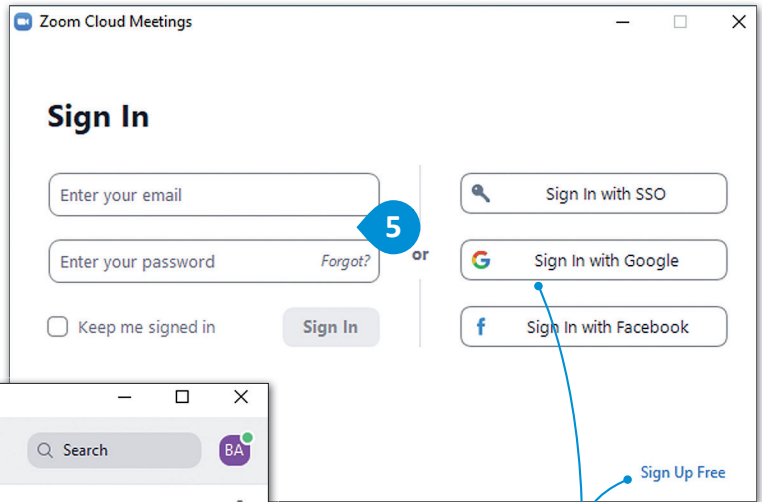 Zoom Cloud Meetings
Sign In
Enter your email
Enter your password
Forgot?
Keep me signed in
Sign In
5
or
Sign In with SSO
Sign In with Google
Sign In with Facebook
Search
BA
Sign Up Free